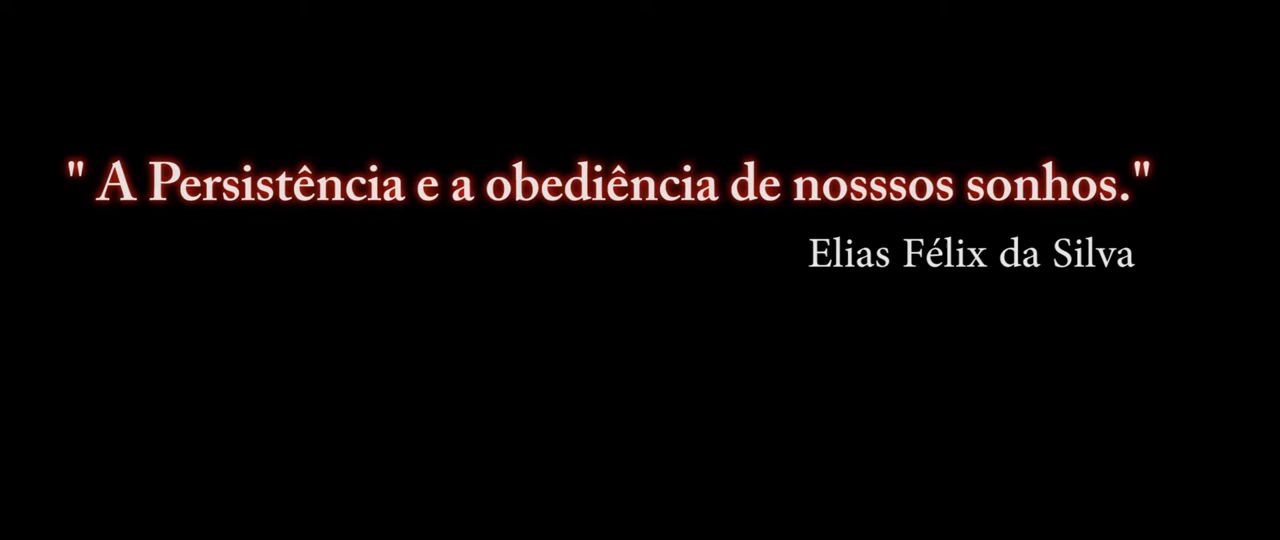 " A Persistência e a obediência de nosssos sonhos."
Elias Félix da Silva